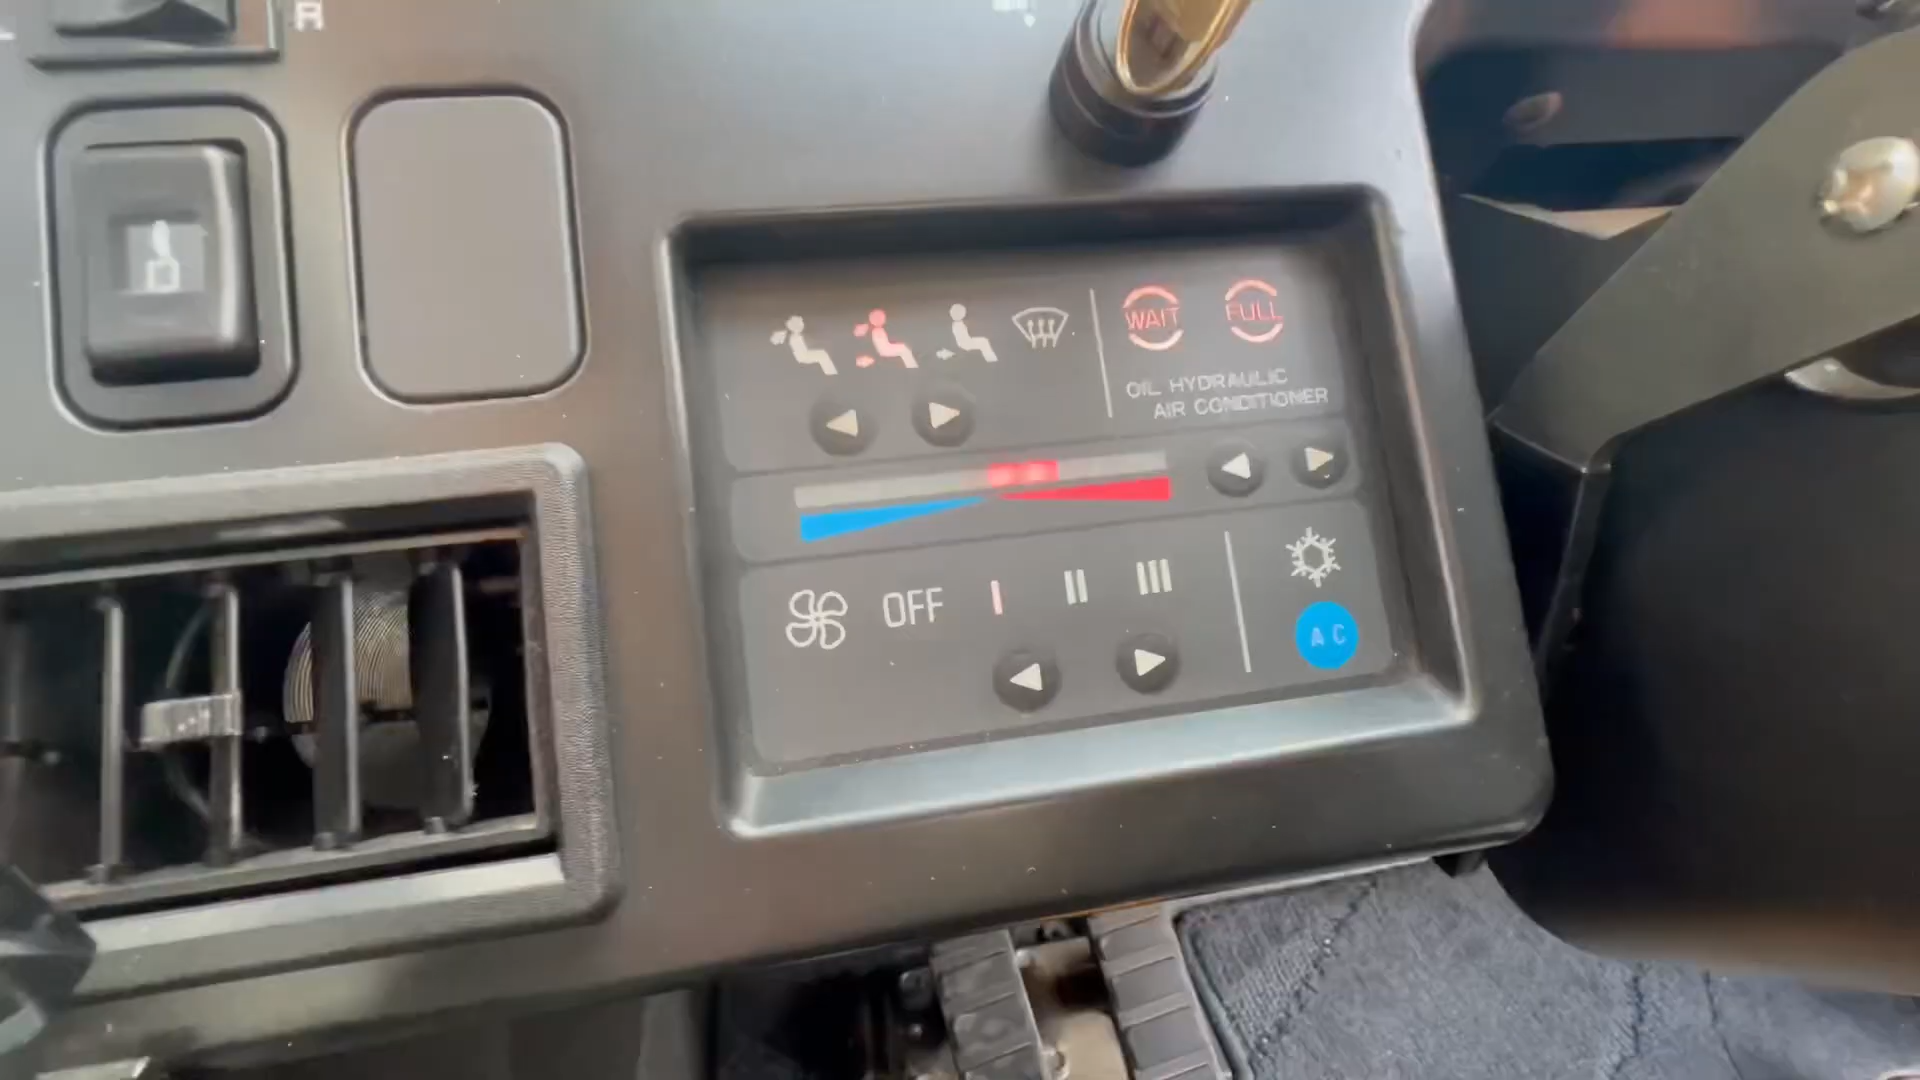 R
WAIT FULL
OIL HYDRAULIC
AIR CONDITIONER
OFF I II III
A C